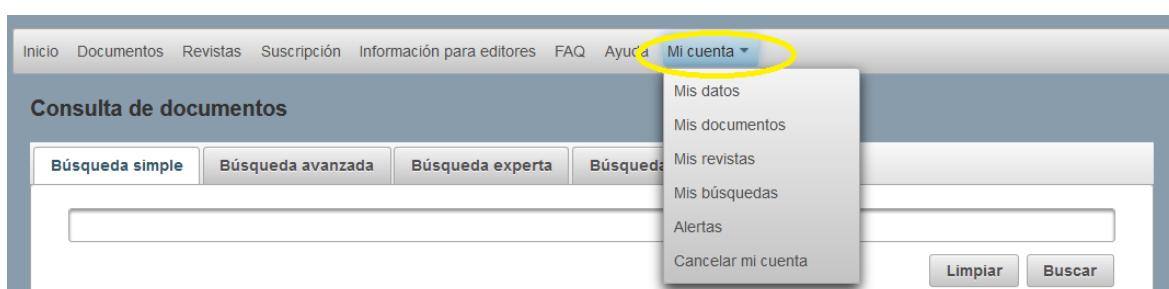 Inicio Documentos Revistas Suscripción Información para editores FAQ Ayuda Mi cuenta
Mis datos
Mis documentos
Mis revistas
Mis búsquedas
Alertas
Cancelar mi cuenta
Consulta de documentos
Búsqueda simple Búsqueda avanzada Búsqueda experta
Limpiar Buscar